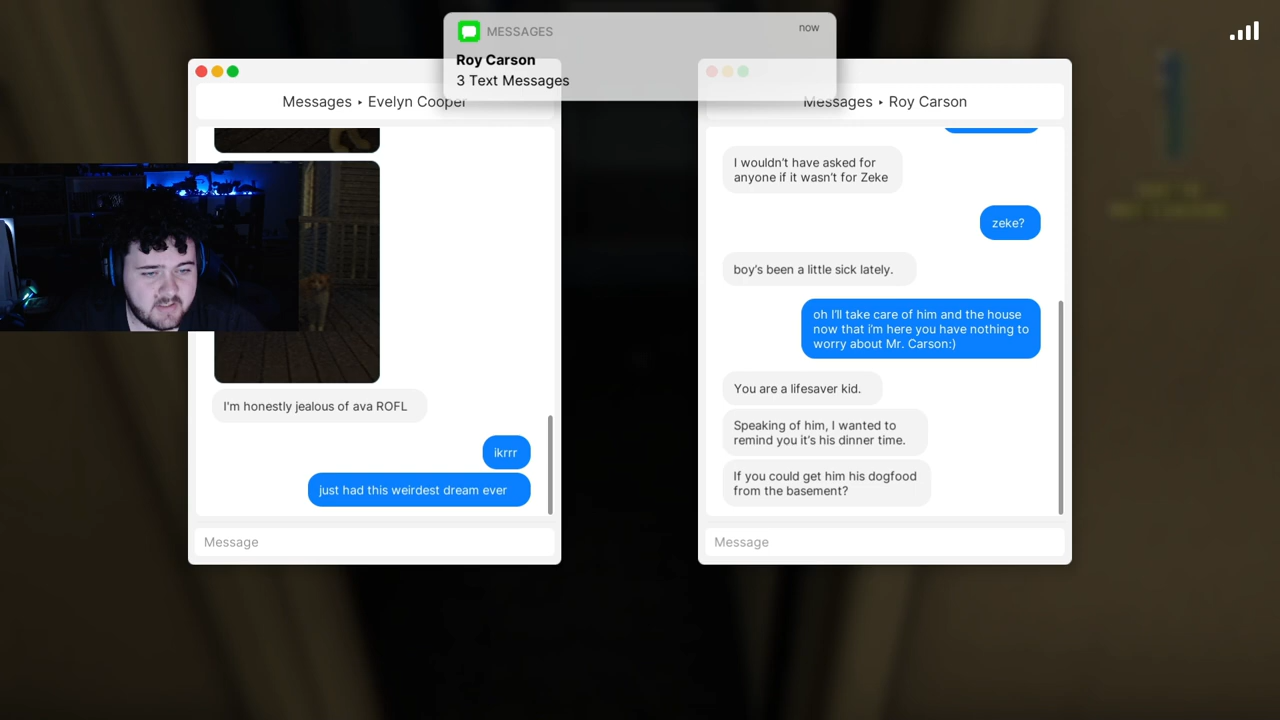 MESSAGES
now
Roy Carson
3 Text Messages
Messages ▸ Evelyn Cooper
I'm honestly jealous of ava ROFL
ikrrr
just had this weirdest dream ever
Message
Messages ▸ Roy Carson
I wouldn't have asked for
anyone if it wasn't for Zeke
zeke?
boy's been a little sick lately.
oh I'll take care of him and the house
now that i'm here you have nothing to
worry about Mr. Carson:)
You are a lifesaver kid.
Speaking of him, I wanted to
remind you it's his dinner time.
If you could get him his dogfood
from the basement?
Message